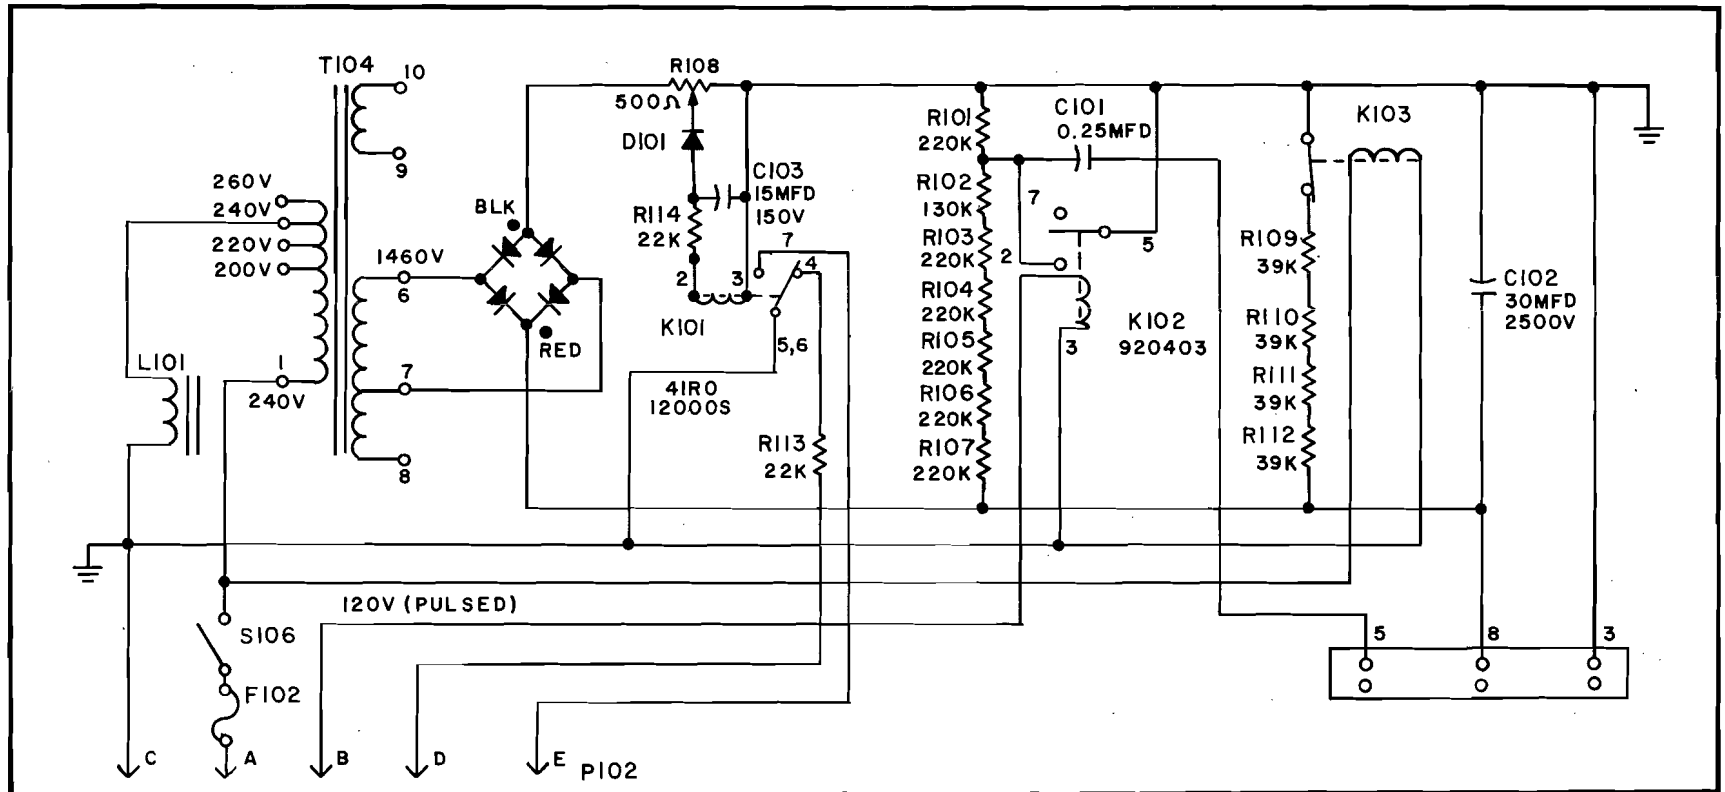 T104
10
9
260V
240V
220V
200V
1
240V
L101
1460V
6
7
8
BLK
RED
R108
500Ω
D101
C103
15MFD
150V
R114
22K
2
3
7
4
K101
5,6
41RO
12000S
R113
22K
R101
220K
R102
130K
R103
220K
R104
220K
R105
220K
R106
220K
R107
220K
C101
0.25MFD
7
5
2
3
K102
920403
K103
R109
39K
R110
39K
R111
39K
R112
39K
C102
30MFD
2500V
120V (PULSED)
S106
F102
5
8
3
C
A
B
D
E
P102